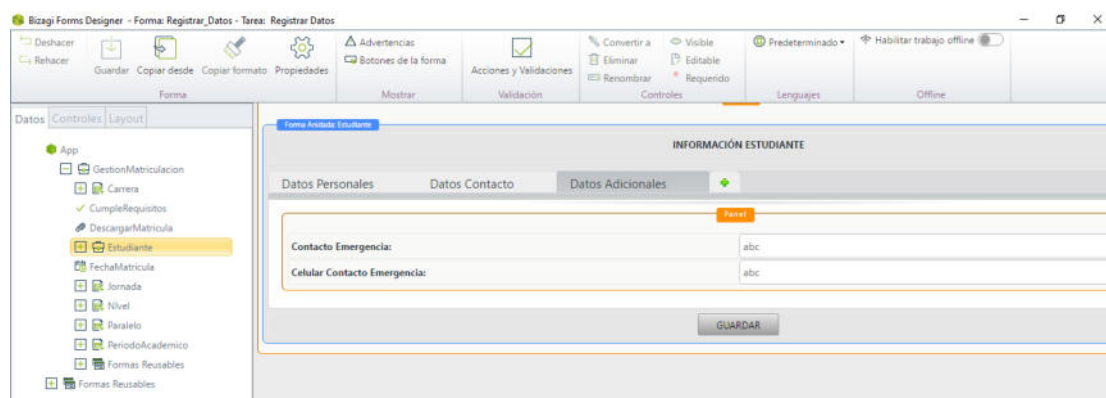 Bizagi Forms Designer - Forma: Registrar_Datos - Tarea: Registrar Datos
Deshacer
Rehacer
Guardar Copiar desde Copiar formato Propiedades
Forma
Advertencias
Botones de la forma
Mostrar
Acciones y Validaciones
Validación
Convertir a
Eliminar
Renombrar
Visible
Editable
Requerido
Controles
Predeterminado
Lenguajes
Habilitar trabajo offline
Offline
Datos Controles Layout
App
GestionMatriculacion
Carrera
CumpleRequisitos
DescargarMatricula
Estudiante
FechaMatricula
Jornada
Nivel
Paralelo
PeriodoAcademico
Formas Reusables
Formas Reusables
Forma Anidada: Estudiante
INFORMACIÓN ESTUDIANTE
Datos Personales Datos Contacto Datos Adicionales
Panel
Contacto Emergencia: abc
Celular Contacto Emergencia: abc
GUARDAR